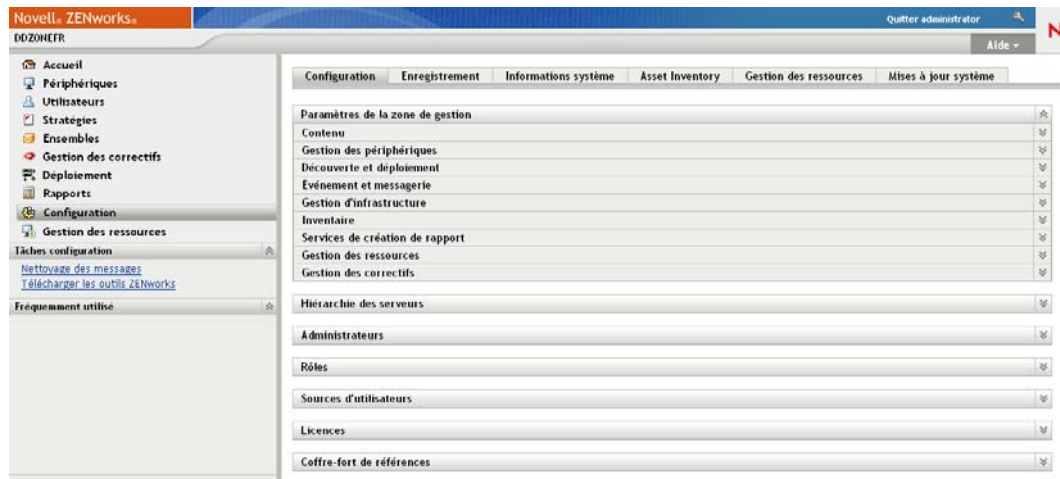 Novell® ZENworks®
Quitter administrator
N
DDZONEFR
Aide
Accueil
Périphériques
Utilisateurs
Stratégies
Ensembles
Gestion des correctifs
Déploiement
Rapports
Configuration
Gestion des ressources
Tâches configuration
Nettoyage des messages
Télécharger les outils ZENworks
Fréquemment utilisé
Configuration Enregistrement Informations système Asset Inventory Gestion des ressources Mises à jour système
Paramètres de la zone de gestion
Contenu
Gestion des périphériques
Découverte et déploiement
Evénement et messagerie
Gestion d'infrastructure
Inventaire
Services de création de rapport
Gestion des ressources
Gestion des correctifs
Hiérarchie des serveurs
Administrateurs
Rôles
Sources d'utilisateurs
Licences
Coffre-fort de références